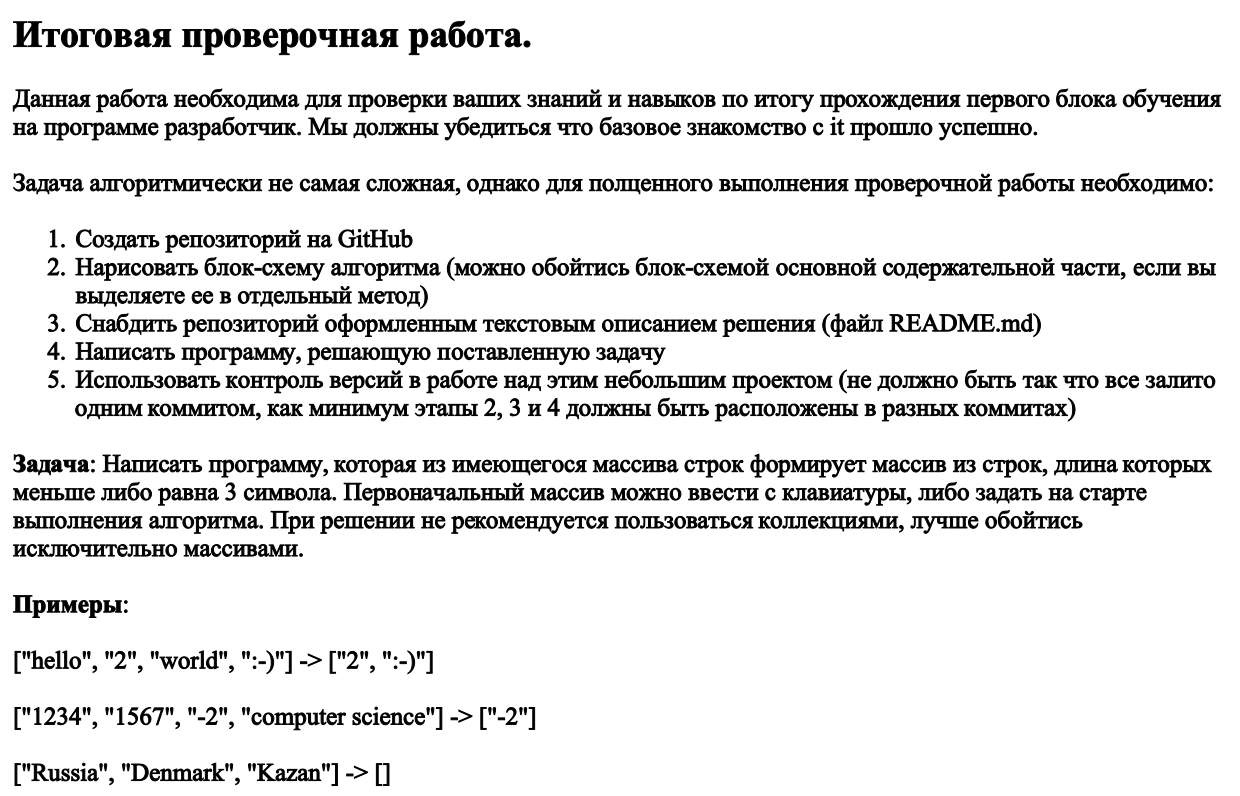 Итоговая проверочная работа.
Данная работа необходима для проверки ваших знаний и навыков по итогу прохождения первого блока обучения
на программе разработчик. Мы должны убедиться что базовое знакомство с it прошло успешно.
Задача алгоритмически не самая сложная, однако для полценного выполнения проверочной работы необходимо:
1. Создать репозиторий на GitHub
2. Нарисовать блок-схему алгоритма (можно обойтись блок-схемой основной содержательной части, если вы
выделяете ее в отдельный метод)
3. Снабдить репозиторий оформленным текстовым описанием решения (файл README.md)
4. Написать программу, решающую поставленную задачу
5. Использовать контроль версий в работе над этим небольшим проектом (не должно быть так что все залито
одним коммитом, как минимум этапы 2, 3 и 4 должны быть расположены в разных коммитах)
Задача: Написать программу, которая из имеющегося массива строк формирует массив из строк, длина которых
меньше либо равна 3 символа. Первоначальный массив можно ввести с клавиатуры, либо задать на старте
выполнения алгоритма. При решении не рекомендуется пользоваться коллекциями, лучше обойтись
исключительно массивами.
Примеры:
["hello", "2", "world", ":-)"] -> ["2", ":-)"]
["1234", "1567", "-2", "computer science"] -> ["-2"]
["Russia", "Denmark", "Kazan"] -> []